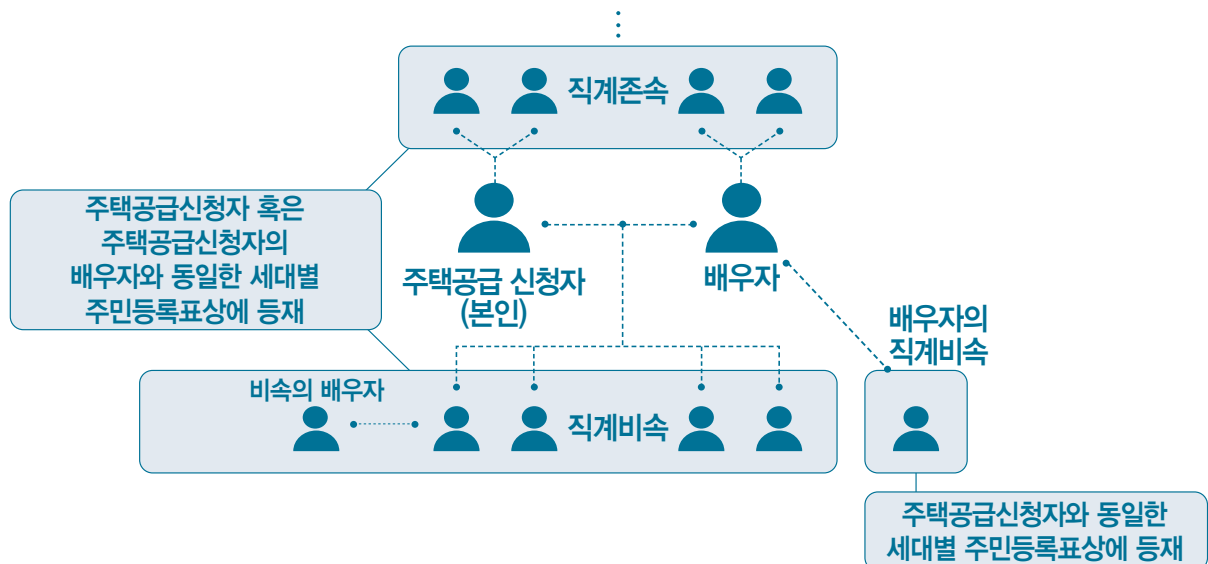 직계존속
주택공급신청자 혹은
주택공급신청자의
배우자와 동일한 세대별
주민등록표상에 등재
주택공급 신청자
(본인)
배우자
배우자의
직계비속
비속의 배우자
직계비속
주택공급신청자와 동일한
세대별 주민등록표상에 등재